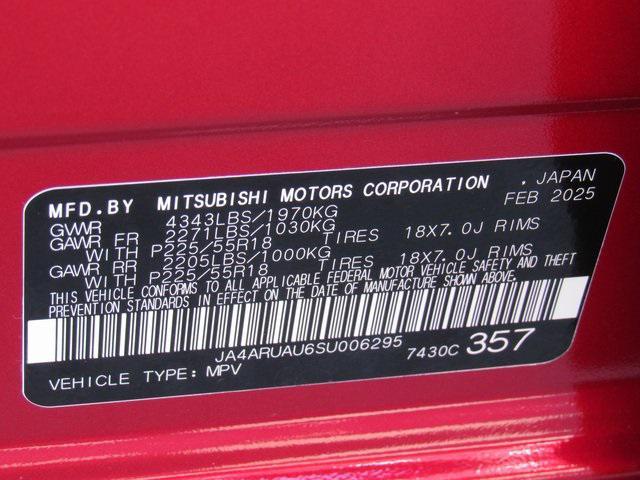 MFD.BY MITSUBISHI MOTORS CORPORATION , JAPAN
GVWR 4343LBS/1970KG FEB 2025
GAWR FR 2271LBS/1030KG
WITH P225/55R18 TIRES 18X7.0J RIMS
GAWR RR 2205LBS/1000KG
WITH P225/55R18 TIRES 18X7.0J RIMS
THIS VEHICLE CONFORMS TO ALL APPLICABLE FEDERAL MOTOR VEHICLE SAFETY AND THEFT
PREVENTION STANDARDS IN EFFECT ON THE DATE OF MANUFACTURE SHOWN ABOVE.
JA4ARUAU6SU006295 7430C 357
VEHICLE TYPE: MPV